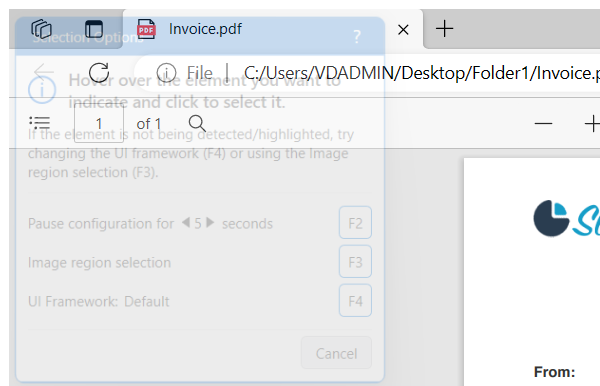 Selection Options ?
PDF Invoice.pdf
File | C:/Users/VDADMIN/Desktop/Folder1/Invoice.p
Hover over the element you want to
indicate and click to select it.
1 of 1
If the element is not being detected/highlighted, try
changing the UI framework (F4) or using the Image
region selection (F3).
Pause configuration for 5 seconds F2
Image region selection F3
UI Framework: Default F4
Cancel
From: